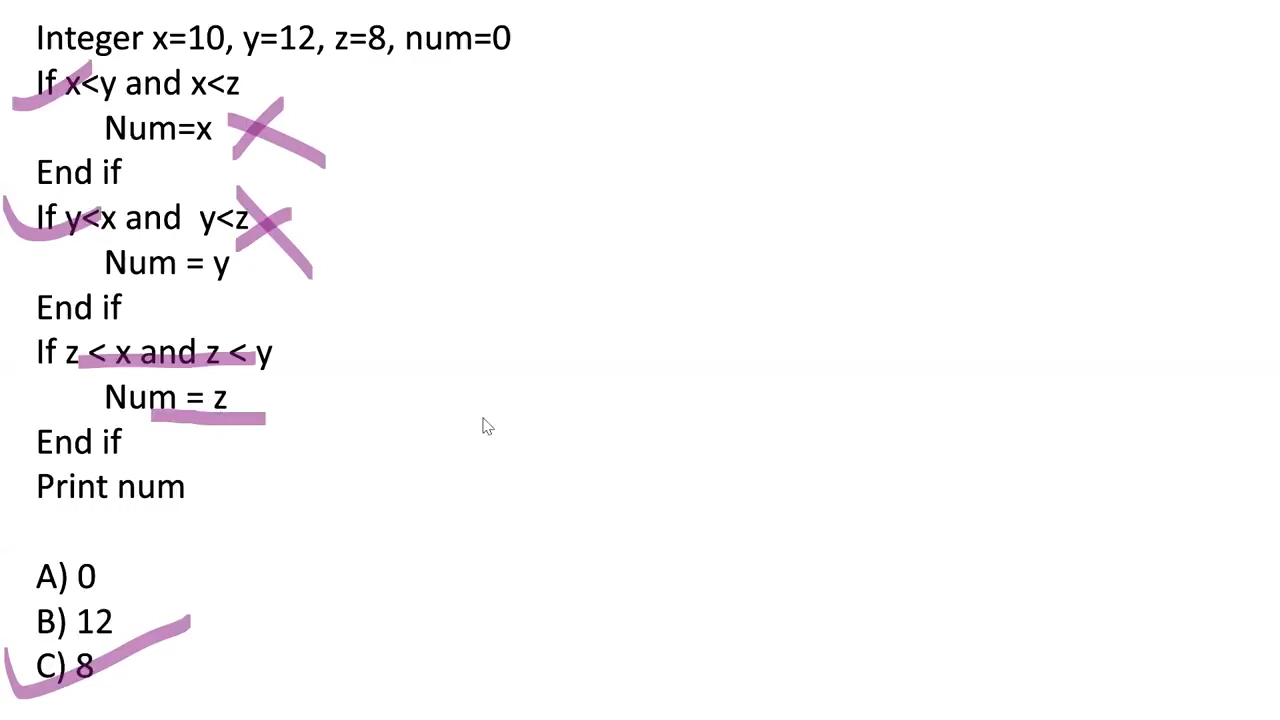 Integer x=10, y=12, z=8, num=0
If x<y and x<z
Num=x
End if
If y<x and  y<z
Num = y
End if
If z < x and z < y
Num = z
End if
Print num
A) 0
B) 12
C) 8